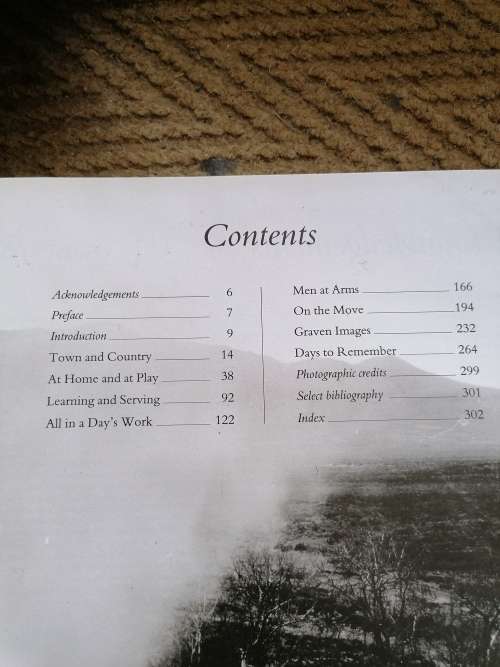 Contents
Acknowledgements 6
Preface 7
Introduction 9
Town and Country 14
At Home and at Play 38
Learning and Serving 92
All in a Day's Work 122
Men at Arms 166
On the Move 194
Graven Images 232
Days to Remember 264
Photographic credits 299
Select bibliography 301
Index 302